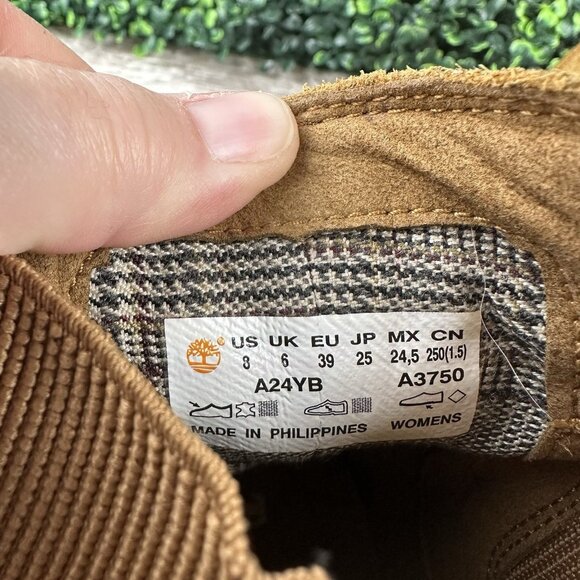 US UK EU JP MX CN
8 6 39 25 24,5 250(1.5)
A24YB A3750
MADE IN PHILIPPINES WOMENS